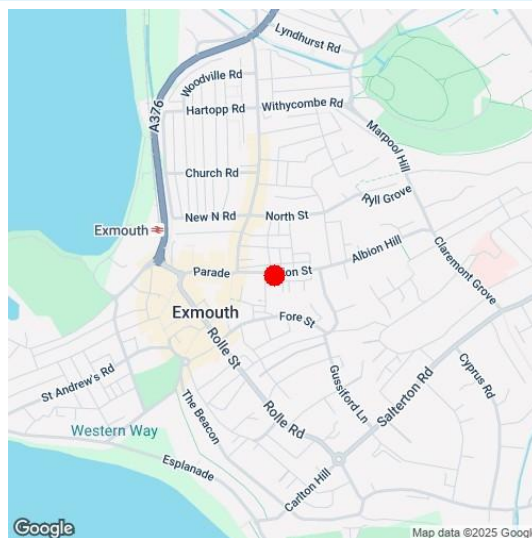 Lyndhurst Rd
Woodville Rd
A376
Hartopp Rd
Withycombe Rd
Marpool Hill
Church Rd
Ryll Grove
New N Rd
North St
Exmouth
Albion Hill
Claremont Grove
Parade
on St
Exmouth
Fore St
Rolle St
St Andrew's Rd
Gussiford Ln
Salterton Rd
Cyprus Rd
The Beacon
Rolle Rd
Western Way
Esplanade
Carlton Hill
Google
Map data ©2025 Google